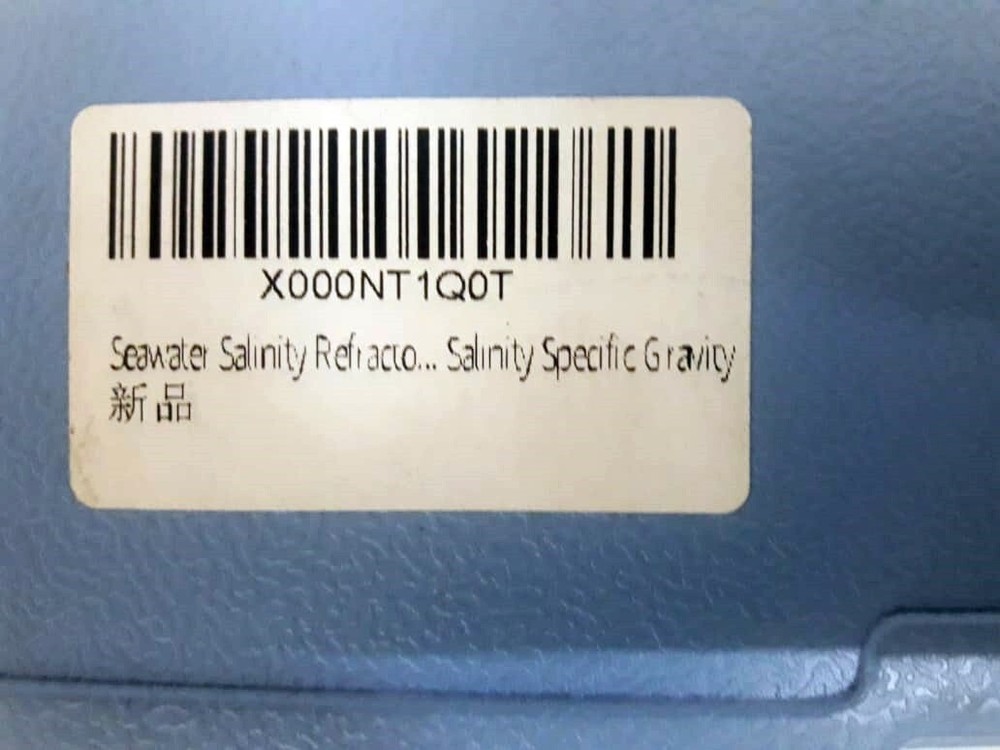 X000NT1Q0T
Seawater Salinity Refracto... Salinity Specific Gravity
新品